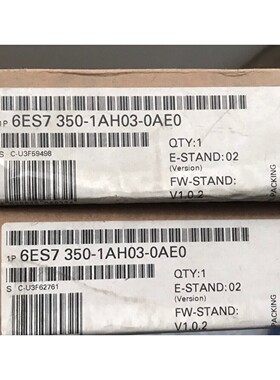 1P 6ES7 350-1AH03-0AE0
S C-U3F59498
QTY:1
E-STAND:02
(Version)
FW-STAND:
V1.0.2
PACKING
1P 6ES7 350-1AH03-0AE0
S C-U3F62761
QTY:1
E-STAND:02
(Version)
FW-STAND:
V1.0.2
PACKING